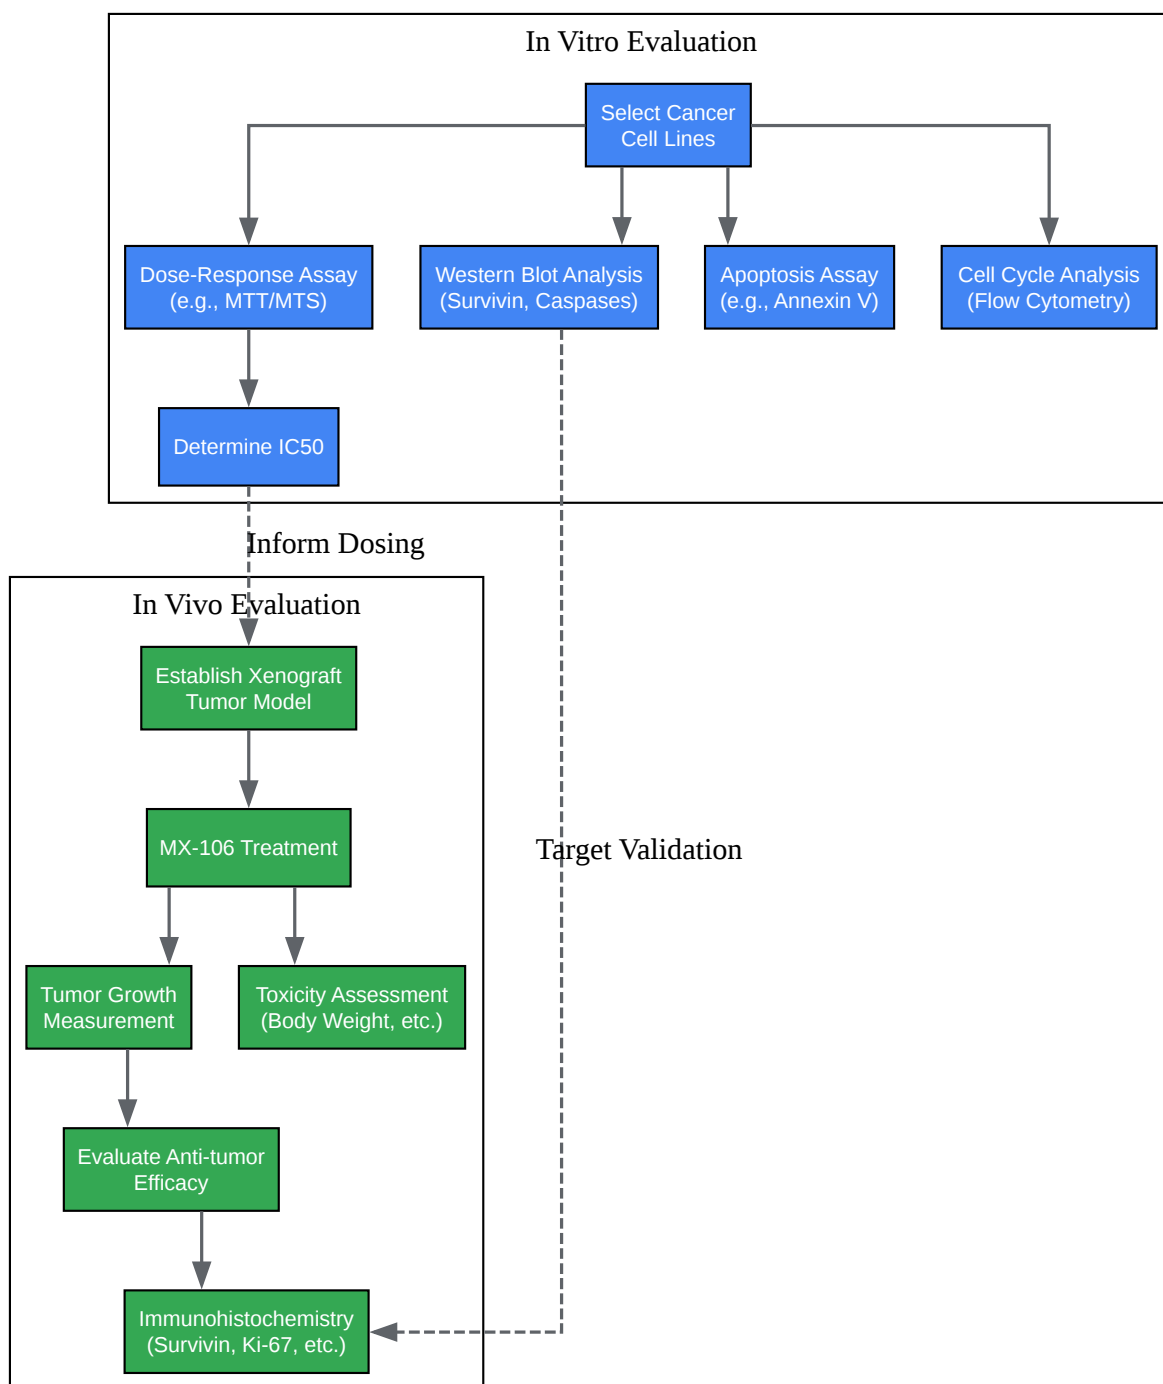 In Vitro Evaluation
Select Cancer
Cell Lines
Dose-Response Assay
(e.g., MTT/MTS)
Western Blot Analysis
(Survivin, Caspases)
Apoptosis Assay
(e.g., Annexin V)
Cell Cycle Analysis
(Flow Cytometry)
Determine IC50
Inform Dosing
In Vivo Evaluation
Establish Xenograft
Tumor Model
MX-106 Treatment
Target Validation
Tumor Growth
Measurement
Toxicity Assessment
(Body Weight, etc.)
Evaluate Anti-tumor
Efficacy
Immunohistochemistry
(Survivin, Ki-67, etc.)